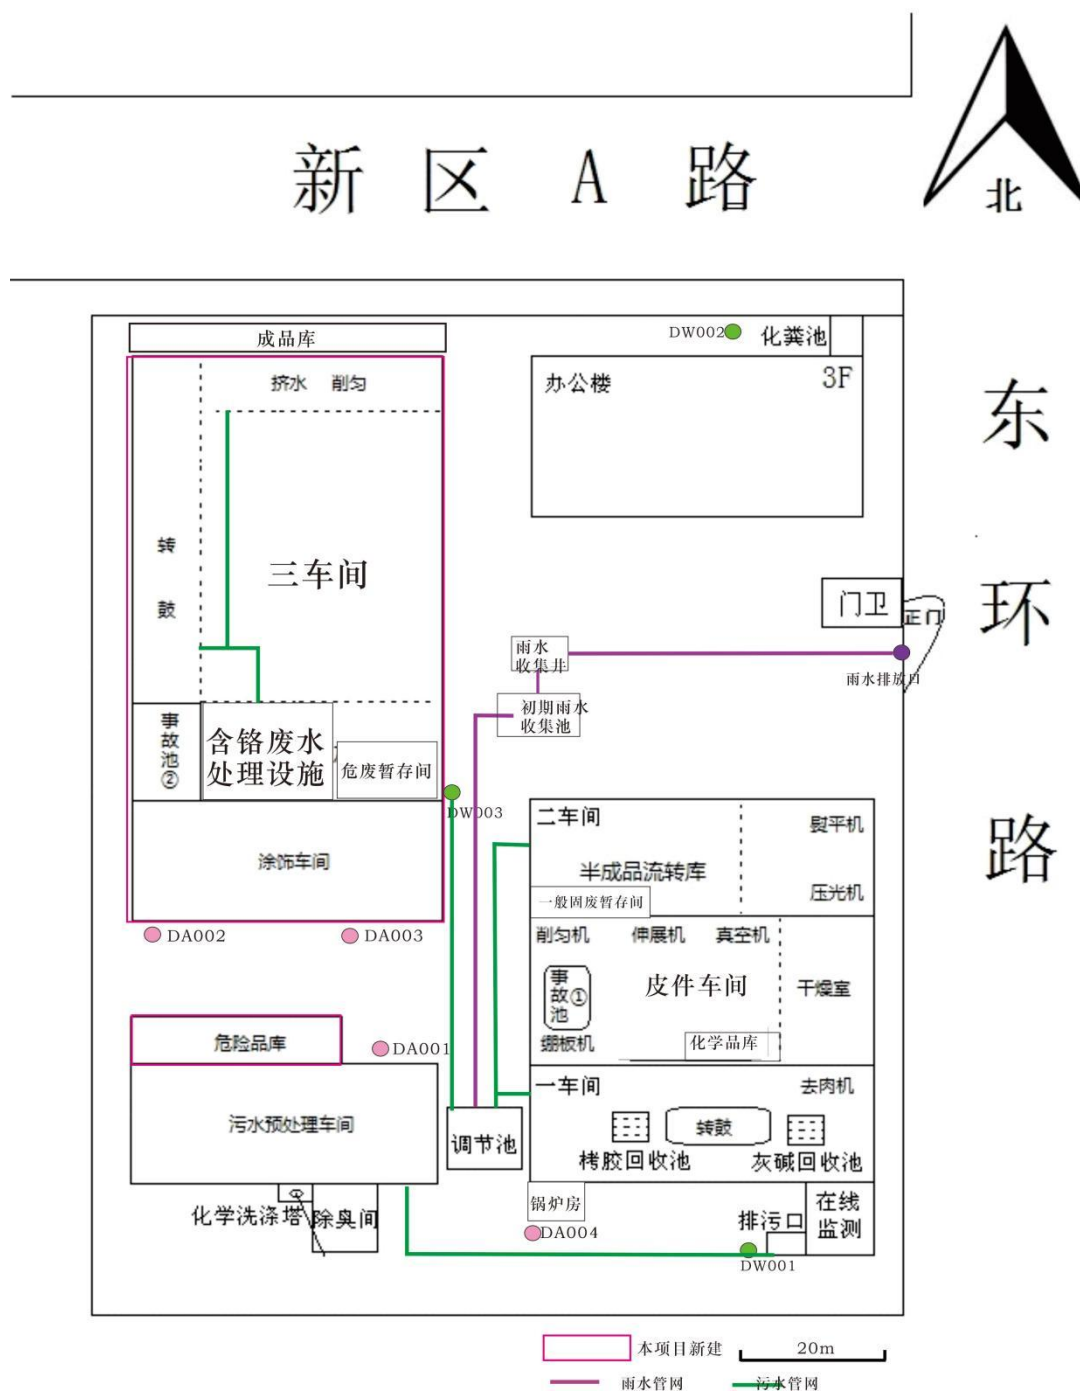 新区A路
北
东环路
成品库
DW002
化粪池
挤水 削匀
办公楼
3F
转鼓
三车间
门卫
正门
雨水
收集井
雨水排放口
初期雨水
收集池
事故池②
含铬废水
处理设施
危废暂存间
DW003
二车间
熨平机
涂饰车间
半成品流转库
压光机
一般固废暂存间
DA002
DA003
削匀机
伸展机
真空机
事故池①
皮件车间
干燥室
绷板机
化学品库
危险品库
DA001
一车间
去肉机
污水预处理车间
调节池
转鼓
栲胶回收池
灰碱回收池
化学洗涤塔
除臭间
锅炉房
DA004
排污口
在线
监测
DW001
本项目新建
20m
雨水管网
污水管网